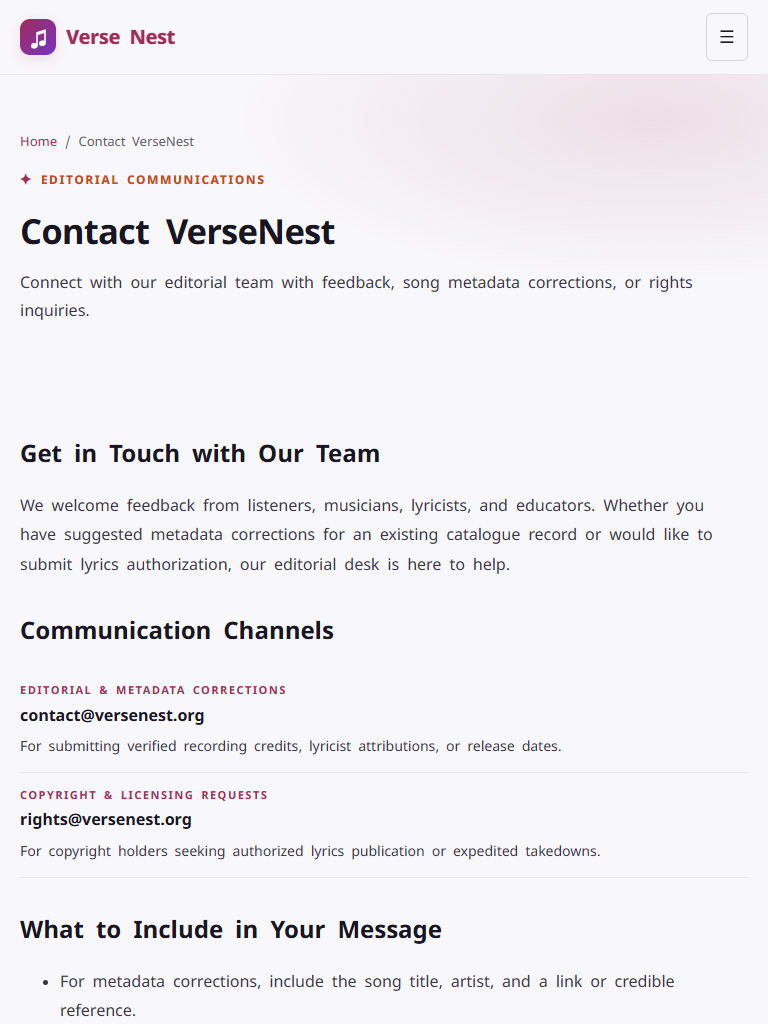 Verse Nest
Home / Contact VerseNest
✦ EDITORIAL COMMUNICATIONS
Contact VerseNest
Connect with our editorial team with feedback, song metadata corrections, or rights
inquiries.
Get in Touch with Our Team
We welcome feedback from listeners, musicians, lyricists, and educators. Whether you
have suggested metadata corrections for an existing catalogue record or would like to
submit lyrics authorization, our editorial desk is here to help.
Communication Channels
EDITORIAL & METADATA CORRECTIONS
contact@versenest.org
For submitting verified recording credits, lyricist attributions, or release dates.
COPYRIGHT & LICENSING REQUESTS
rights@versenest.org
For copyright holders seeking authorized lyrics publication or expedited takedowns.
What to Include in Your Message
• For metadata corrections, include the song title, artist, and a link or credible
reference.